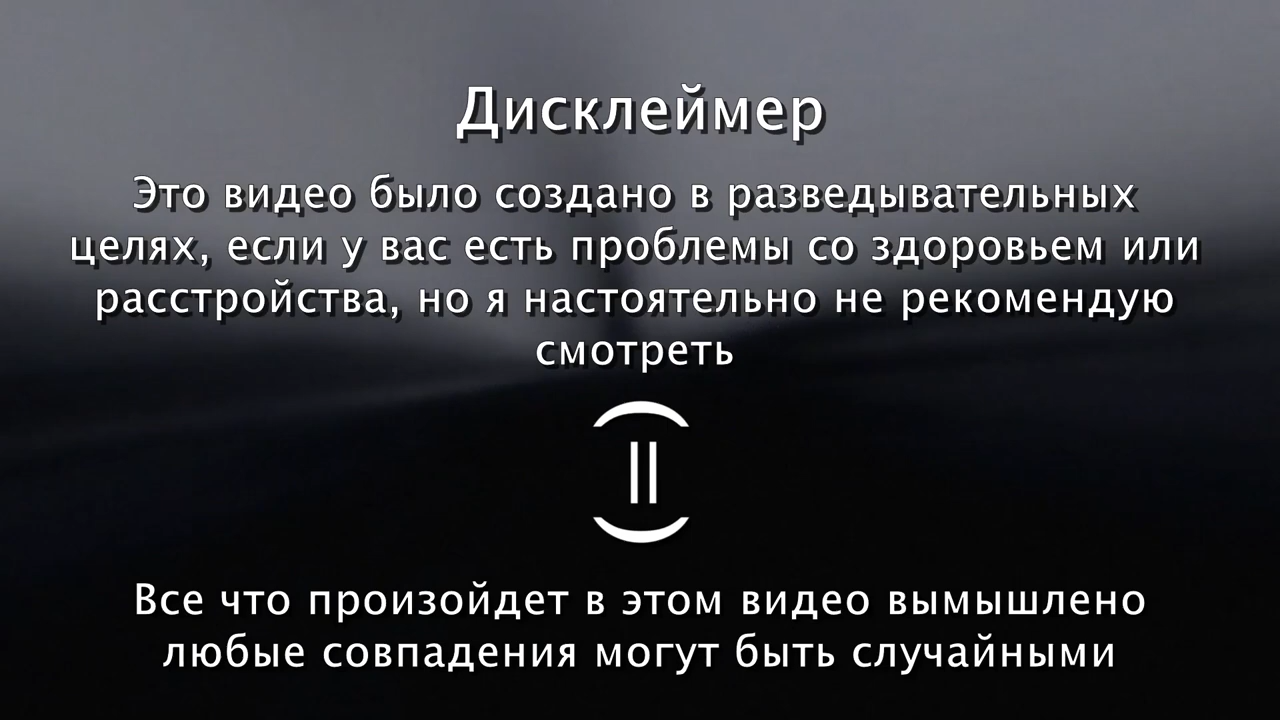 Дисклеймер
Это видео было создано в разведывательных
целях, если у вас есть проблемы со здоровьем или
расстройства, но я настоятельно не рекомендую
смотреть
Все что произойдет в этом видео вымышлено
любые совпадения могут быть случайными